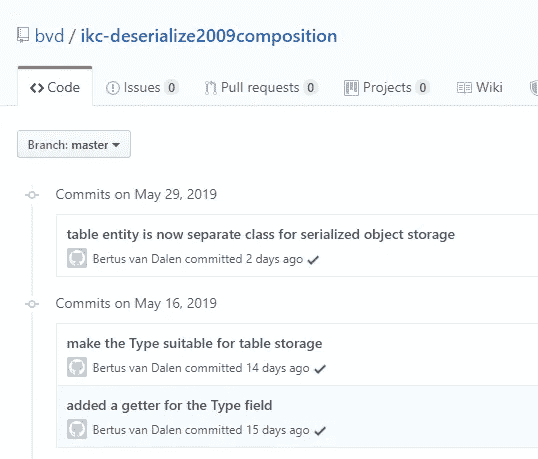 bvd / ikc-deserialize2009composition
Code Issues 0 Pull requests 0 Projects 0 Wiki
Branch: master
Commits on May 29, 2019
table entity is now separate class for serialized object storage
Bertus van Dalen committed 2 days ago
Commits on May 16, 2019
make the Type suitable for table storage
Bertus van Dalen committed 14 days ago
added a getter for the Type field
Bertus van Dalen committed 15 days ago